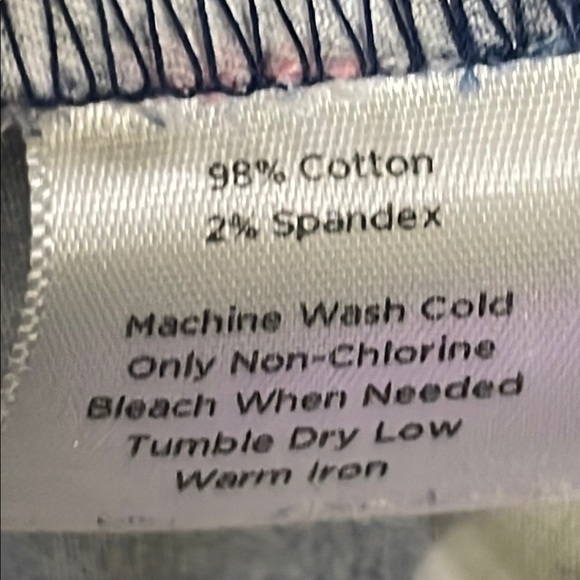 98% Cotton
2% Spandex
Machine Wash Cold
Only Non-Chlorine
Bleach When Needed
Tumble Dry Low
Warm Iron